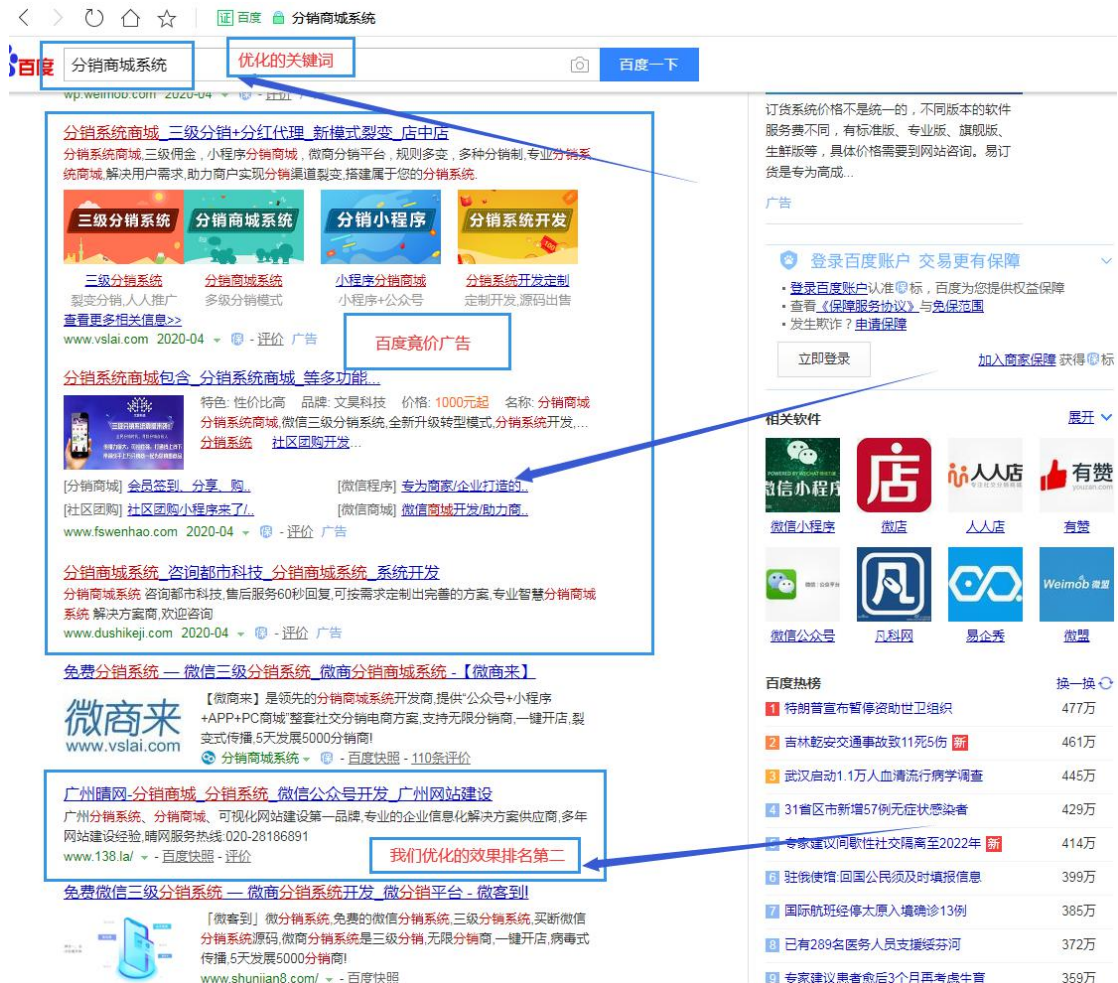 证 百度 分销商城系统
百度 分销商城系统 优化的关键词 百度一下
wp.weimob.com 2020-04 - 评价 广告
分销系统商城_三级分销+分红代理_新模式裂变_店中店
分销系统商城,三级佣金,小程序分销商城,微商分销平台,规则多变,多种分销制,专业分销系
统商城,解决用户需求,助力商户实现分销渠道裂变,搭建属于您的分销系统.
三级分销系统 分销商城系统 分销小程序 分销系统开发
三级分销系统 分销商城系统 小程序分销商城 分销系统开发定制
裂变分销,人人推广 多级分销模式 小程序+公众号 定制开发,源码出售
查看更多相关信息>>
www.vslai.com 2020-04 - 评价 广告
百度竟价广告
分销系统商城包含_分销系统商城_等多功能...
特色: 性价比高 品牌: 文昊科技 价格: 1000元起 名称: 分销商城
分销系统商城,微信三级分销系统,全新升级转型模式,分销系统开发,...
分销系统 社区团购开发...
[分销商城] 会员签到、分享、购.. [微信程序] 专为商家/企业打造的..
[社区团购] 社区团购小程序来了/.. [微信商城] 微信商城开发/助力商..
www.fswenhao.com 2020-04 - 评价 广告
分销商城系统_咨询都市科技_分销商城系统_系统开发
分销商城系统 咨询都市科技,售后服务60秒回复,可按需求定制出完善的方案,专业智慧分销商城
系统 解决方案商,欢迎咨询
www.dushikeji.com 2020-04 - 评价 广告
免费分销系统 — 微信三级分销系统_微商分销商城系统 -【微商来】
微商来
www.vslai.com
【微商来】是领先的分销商城系统开发商,提供“公众号+小程序
+APP+PC商城”整套社交分销电商方案,支持无限分销商,一键开店,裂
变式传播,5天发展5000分销商!
分销商城系统 - 百度快照 - 110条评价
广州晴网-分销商城_分销系统_微信公众号开发_广州网站建设
广州分销系统、分销商城、可视化网站建设第一品牌,专业的企业信息化解决方案供应商,多年
网站建设经验,晴网服务热线:020-28186891
www.138.la/ - 百度快照 - 评价
我们优化的效果排名第二
免费微信三级分销系统 — 微商分销系统开发_微分销平台 - 微客到!
「微客到」微分销系统,免费的微信分销系统,三级分销系统,买断微信
分销系统源码,微商分销系统是三级分销,无限分销商,一键开店,病毒式
传播,5天发展5000分销商!
www.shunjian8.com/ - 百度快照
订货系统价格不是统一的，不同版本的软件
服务费不同，有标准版、专业版、旗舰版、
生鲜版等，具体价格需要到网站咨询。易订
货是专为高成...
广告
登录百度账户 交易更有保障
登录百度账户认准标，百度为您提供权益保障
查看《保障服务协议》与免保范围
发生欺诈？申请保障
立即登录 加入商家保障 获得标
相关软件 展开
微信小程序 店 人人店 有赞
youzan.com
微信小程序 微店 人人店 有赞
凡 Weimob 微盟
微信公众号 凡科网 易企秀 微盟
百度热榜 换一换
1 特朗普宣布暂停资助世卫组织 477万
2 吉林乾安交通事故致11死5伤 新 461万
3 武汉启动1.1万人血清流行病学调查 445万
4 31省区市新增57例无症状感染者 429万
专家建议间歇性社交隔离至2022年 新 414万
6 驻俄使馆:回国公民须及时填报信息 399万
7 国际航班经停太原入境确诊13例 385万
8 已有289名医务人员支援绥芬河 372万
9 专家建议患者愈后3个月再考虑生育 359万